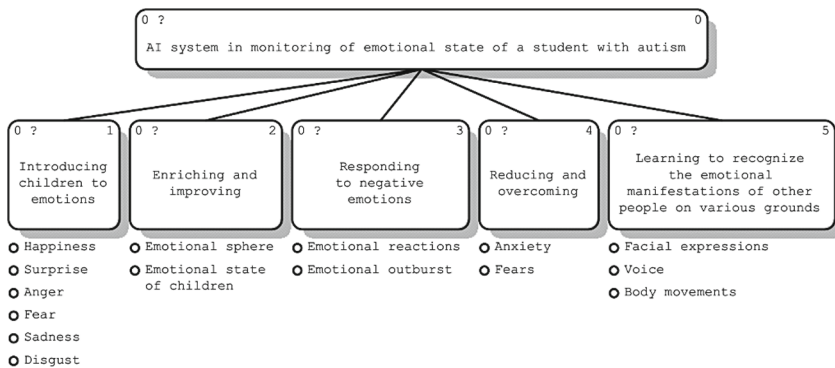 0 ? 0
AI system in monitoring of emotional state of a student with autism
0 ? 1
Introducing
children to
emotions
Happiness
Surprise
Anger
Fear
Sadness
Disgust
0 ? 2
Enriching and
improving
Emotional sphere
Emotional state
of children
0 ? 3
Responding
to negative
emotions
Emotional reactions
Emotional outburst
0 ? 4
Reducing and
overcoming
Anxiety
Fears
0 ? 5
Learning to recognize
the emotional
manifestations of other
people on various grounds
Facial expressions
Voice
Body movements